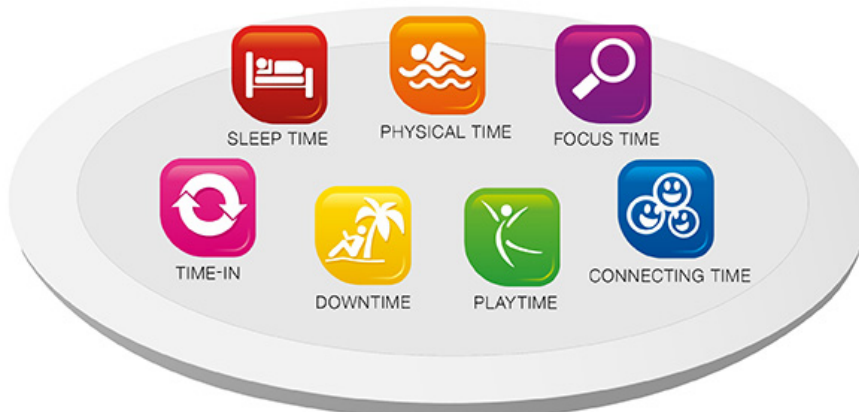 SLEEP TIME
PHYSICAL TIME
FOCUS TIME
TIME-IN
DOWNTIME
PLAYTIME
CONNECTING TIME